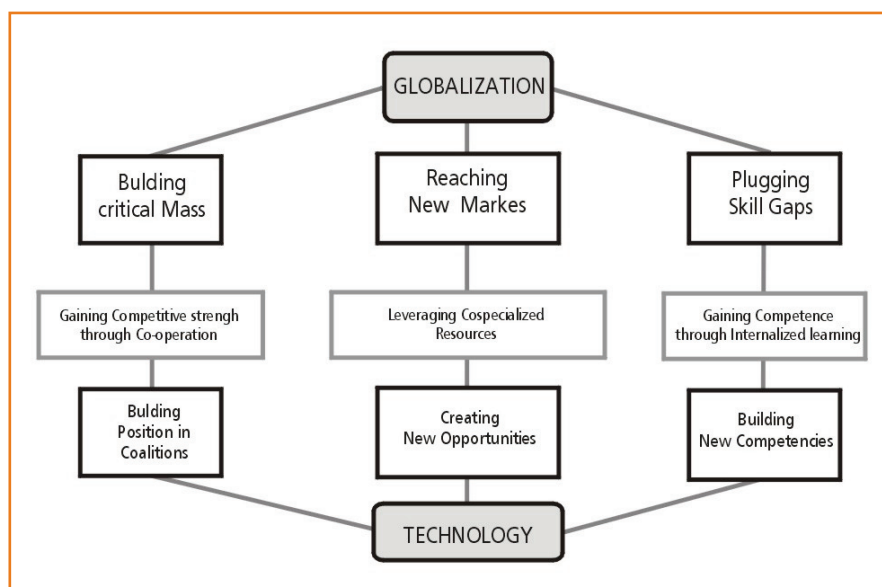 GLOBALIZATION
Bulding
critical Mass
Reaching
New Markes
Plugging
Skill Gaps
Gaining Competitive strengh
through Co-operation
Leveraging Cospecialized
Resources
Gaining Competence
through Internalized learning
Bulding
Position in
Coalitions
Creating
New Opportunities
Building
New Competencies
TECHNOLOGY